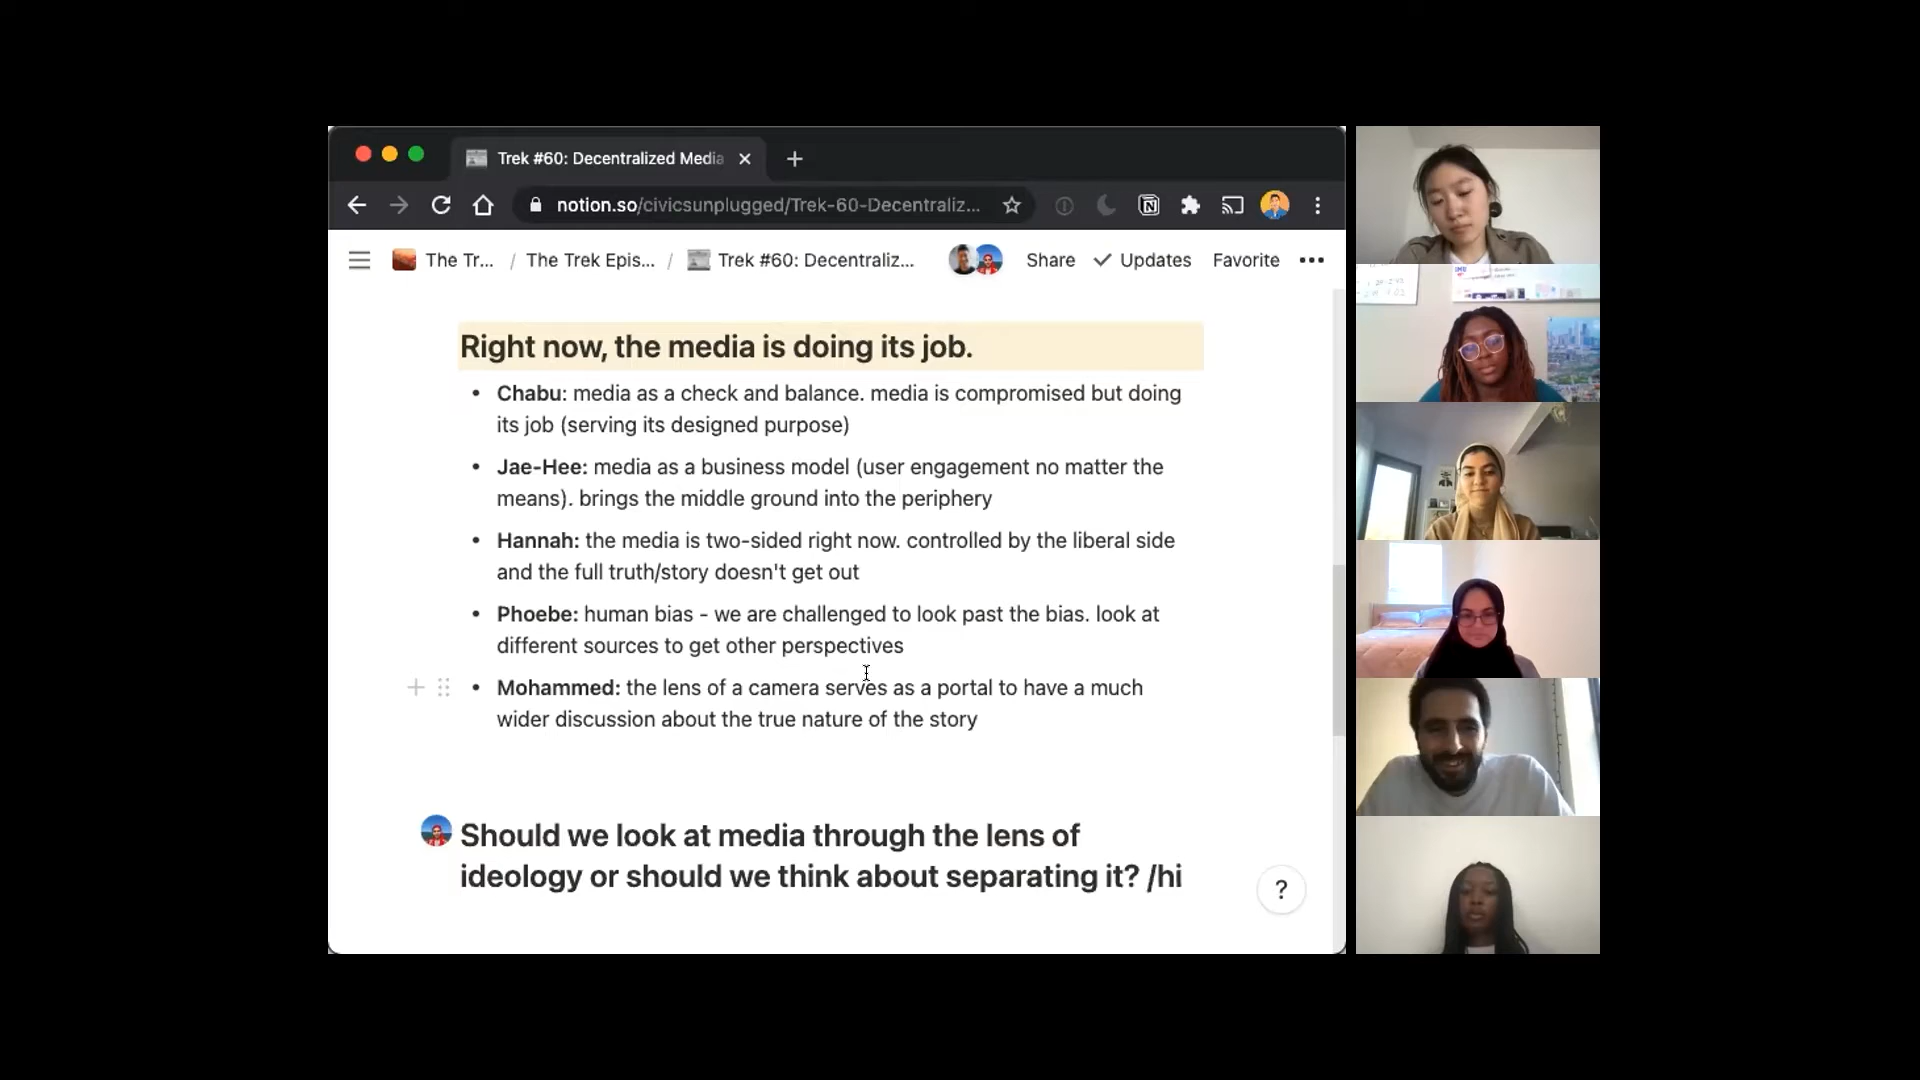 Trek #60: Decentralized Media
notion.so/civicsunplugged/Trek-60-Decentraliz...
The Tr... / The Trek Epis... / Trek #60: Decentraliz... Share Updates Favorite
Right now, the media is doing its job.
• Chabu: media as a check and balance. media is compromised but doing
its job (serving its designed purpose)
• Jae-Hee: media as a business model (user engagement no matter the
means). brings the middle ground into the periphery
• Hannah: the media is two-sided right now. controlled by the liberal side
and the full truth/story doesn't get out
• Phoebe: human bias - we are challenged to look past the bias. look at
different sources to get other perspectives
• Mohammed: the lens of a camera serves as a portal to have a much
wider discussion about the true nature of the story
Should we look at media through the lens of
ideology or should we think about separating it? /hi
?